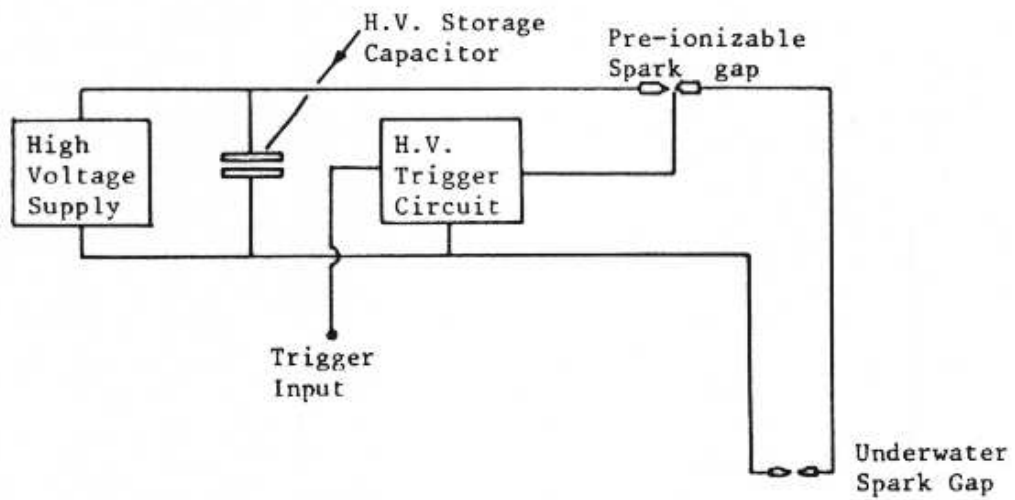 H.V. Storage
Capacitor
Pre-ionizable
Spark gap
High
Voltage
Supply
H.V.
Trigger
Circuit
Trigger
Input
Underwater
Spark Gap